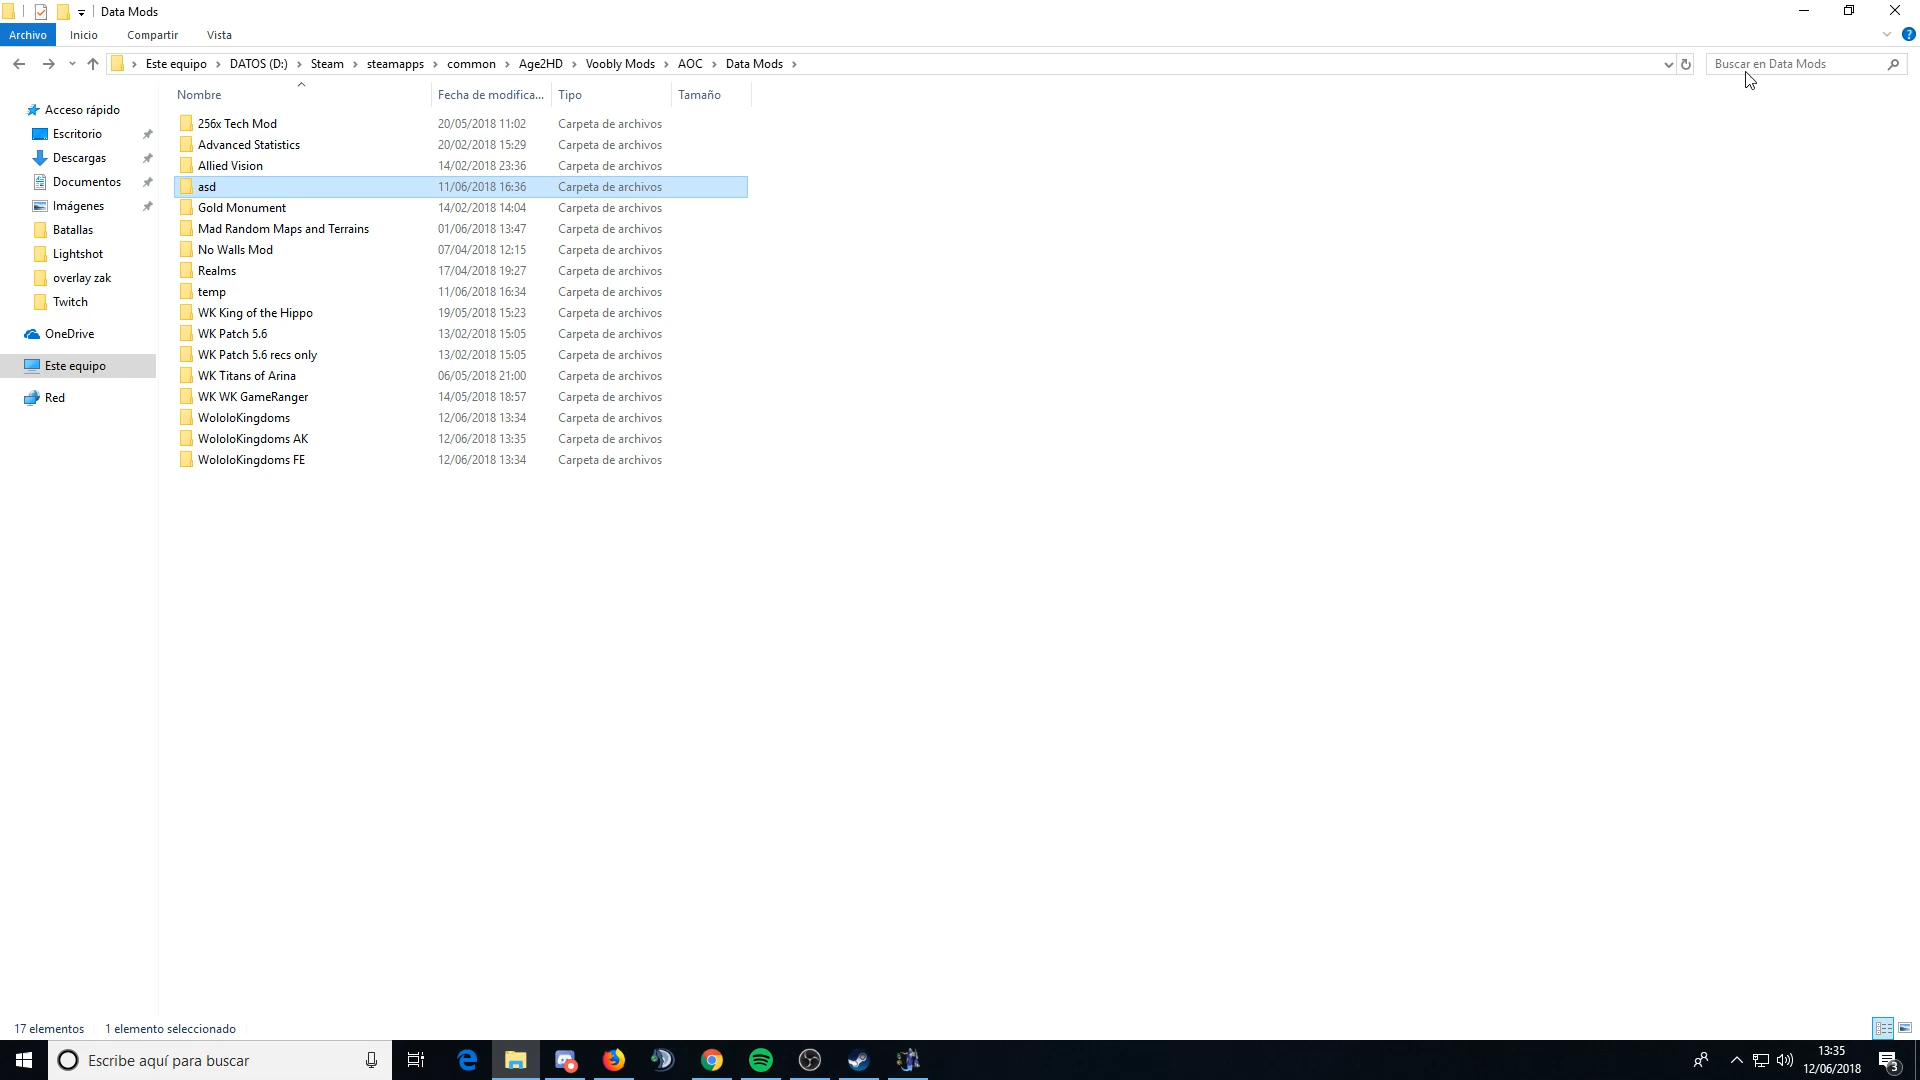 Data Mods
Archivo Inicio Compartir Vista
Este equipo > DATOS (D:) > Steam > steamapps > common > Age2HD > Voobly Mods > AOC > Data Mods >
Buscar en Data Mods
Nombre Fecha de modifica... Tipo Tamaño
Acceso rápido
Escritorio
Descargas
Documentos
Imágenes
Batallas
Lightshot
overlay zak
Twitch
OneDrive
Este equipo
Red
256x Tech Mod 20/05/2018 11:02 Carpeta de archivos
Advanced Statistics 20/02/2018 15:29 Carpeta de archivos
Allied Vision 14/02/2018 23:36 Carpeta de archivos
asd 11/06/2018 16:36 Carpeta de archivos
Gold Monument 14/02/2018 14:04 Carpeta de archivos
Mad Random Maps and Terrains 01/06/2018 13:47 Carpeta de archivos
No Walls Mod 07/04/2018 12:15 Carpeta de archivos
Realms 17/04/2018 19:27 Carpeta de archivos
temp 11/06/2018 16:34 Carpeta de archivos
WK King of the Hippo 19/05/2018 15:23 Carpeta de archivos
WK Patch 5.6 13/02/2018 15:05 Carpeta de archivos
WK Patch 5.6 recs only 13/02/2018 15:05 Carpeta de archivos
WK Titans of Arina 06/05/2018 21:00 Carpeta de archivos
WK WK GameRanger 14/05/2018 18:57 Carpeta de archivos
WololoKingdoms 12/06/2018 13:34 Carpeta de archivos
WololoKingdoms AK 12/06/2018 13:35 Carpeta de archivos
WololoKingdoms FE 12/06/2018 13:34 Carpeta de archivos
17 elementos 1 elemento seleccionado
Escribe aquí para buscar
13:35
12/06/2018
3